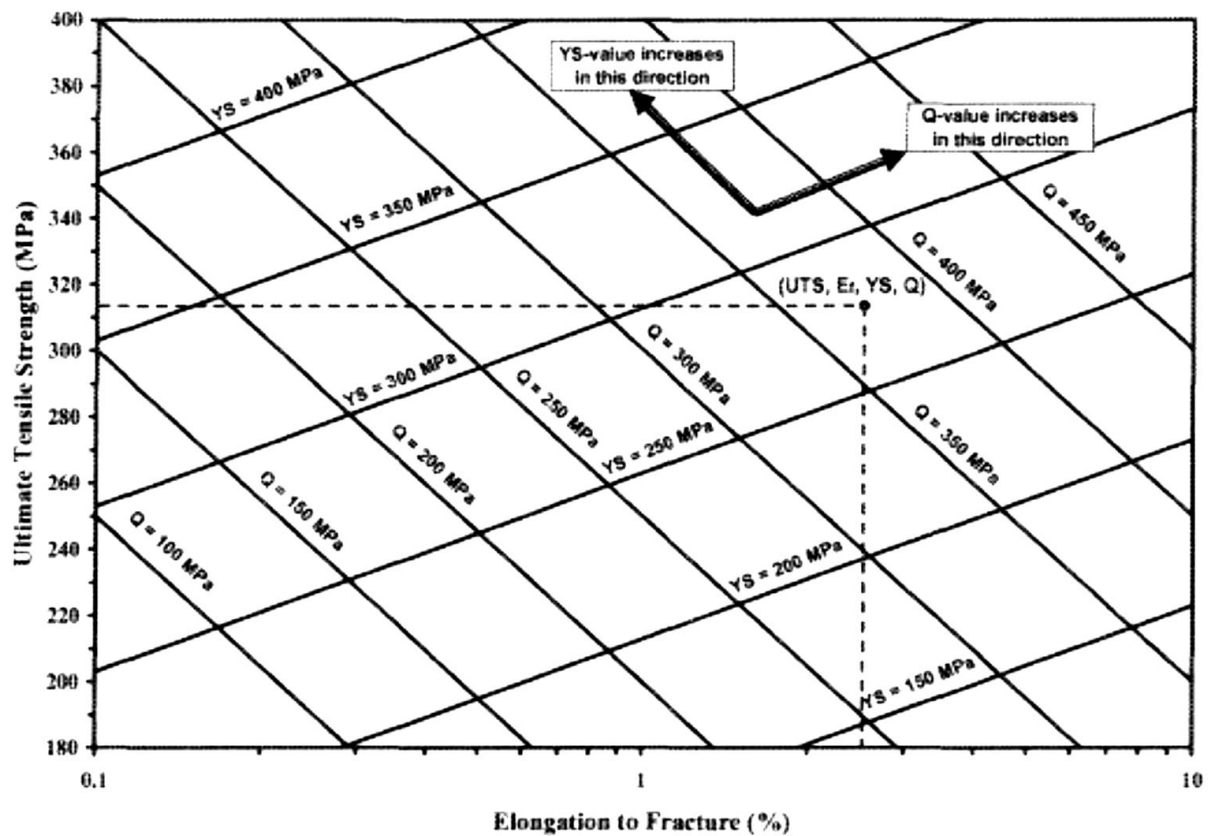 400
380
360
340
320
300
280
260
240
220
200
180
Ultimate Tensile Strength (MPa)
YS-value increases
in this direction
Q-value increases
in this direction
YS = 400 MPa
YS = 350 MPa
YS = 300 MPa
YS = 250 MPa
YS = 200 MPa
YS = 150 MPa
(UTS, Ef, YS, Q)
Q = 450 MPa
Q = 400 MPa
Q = 350 MPa
Q = 300 MPa
Q = 250 MPa
Q = 200 MPa
Q = 150 MPa
Q = 100 MPa
0.1
1
10
Elongation to Fracture (%)